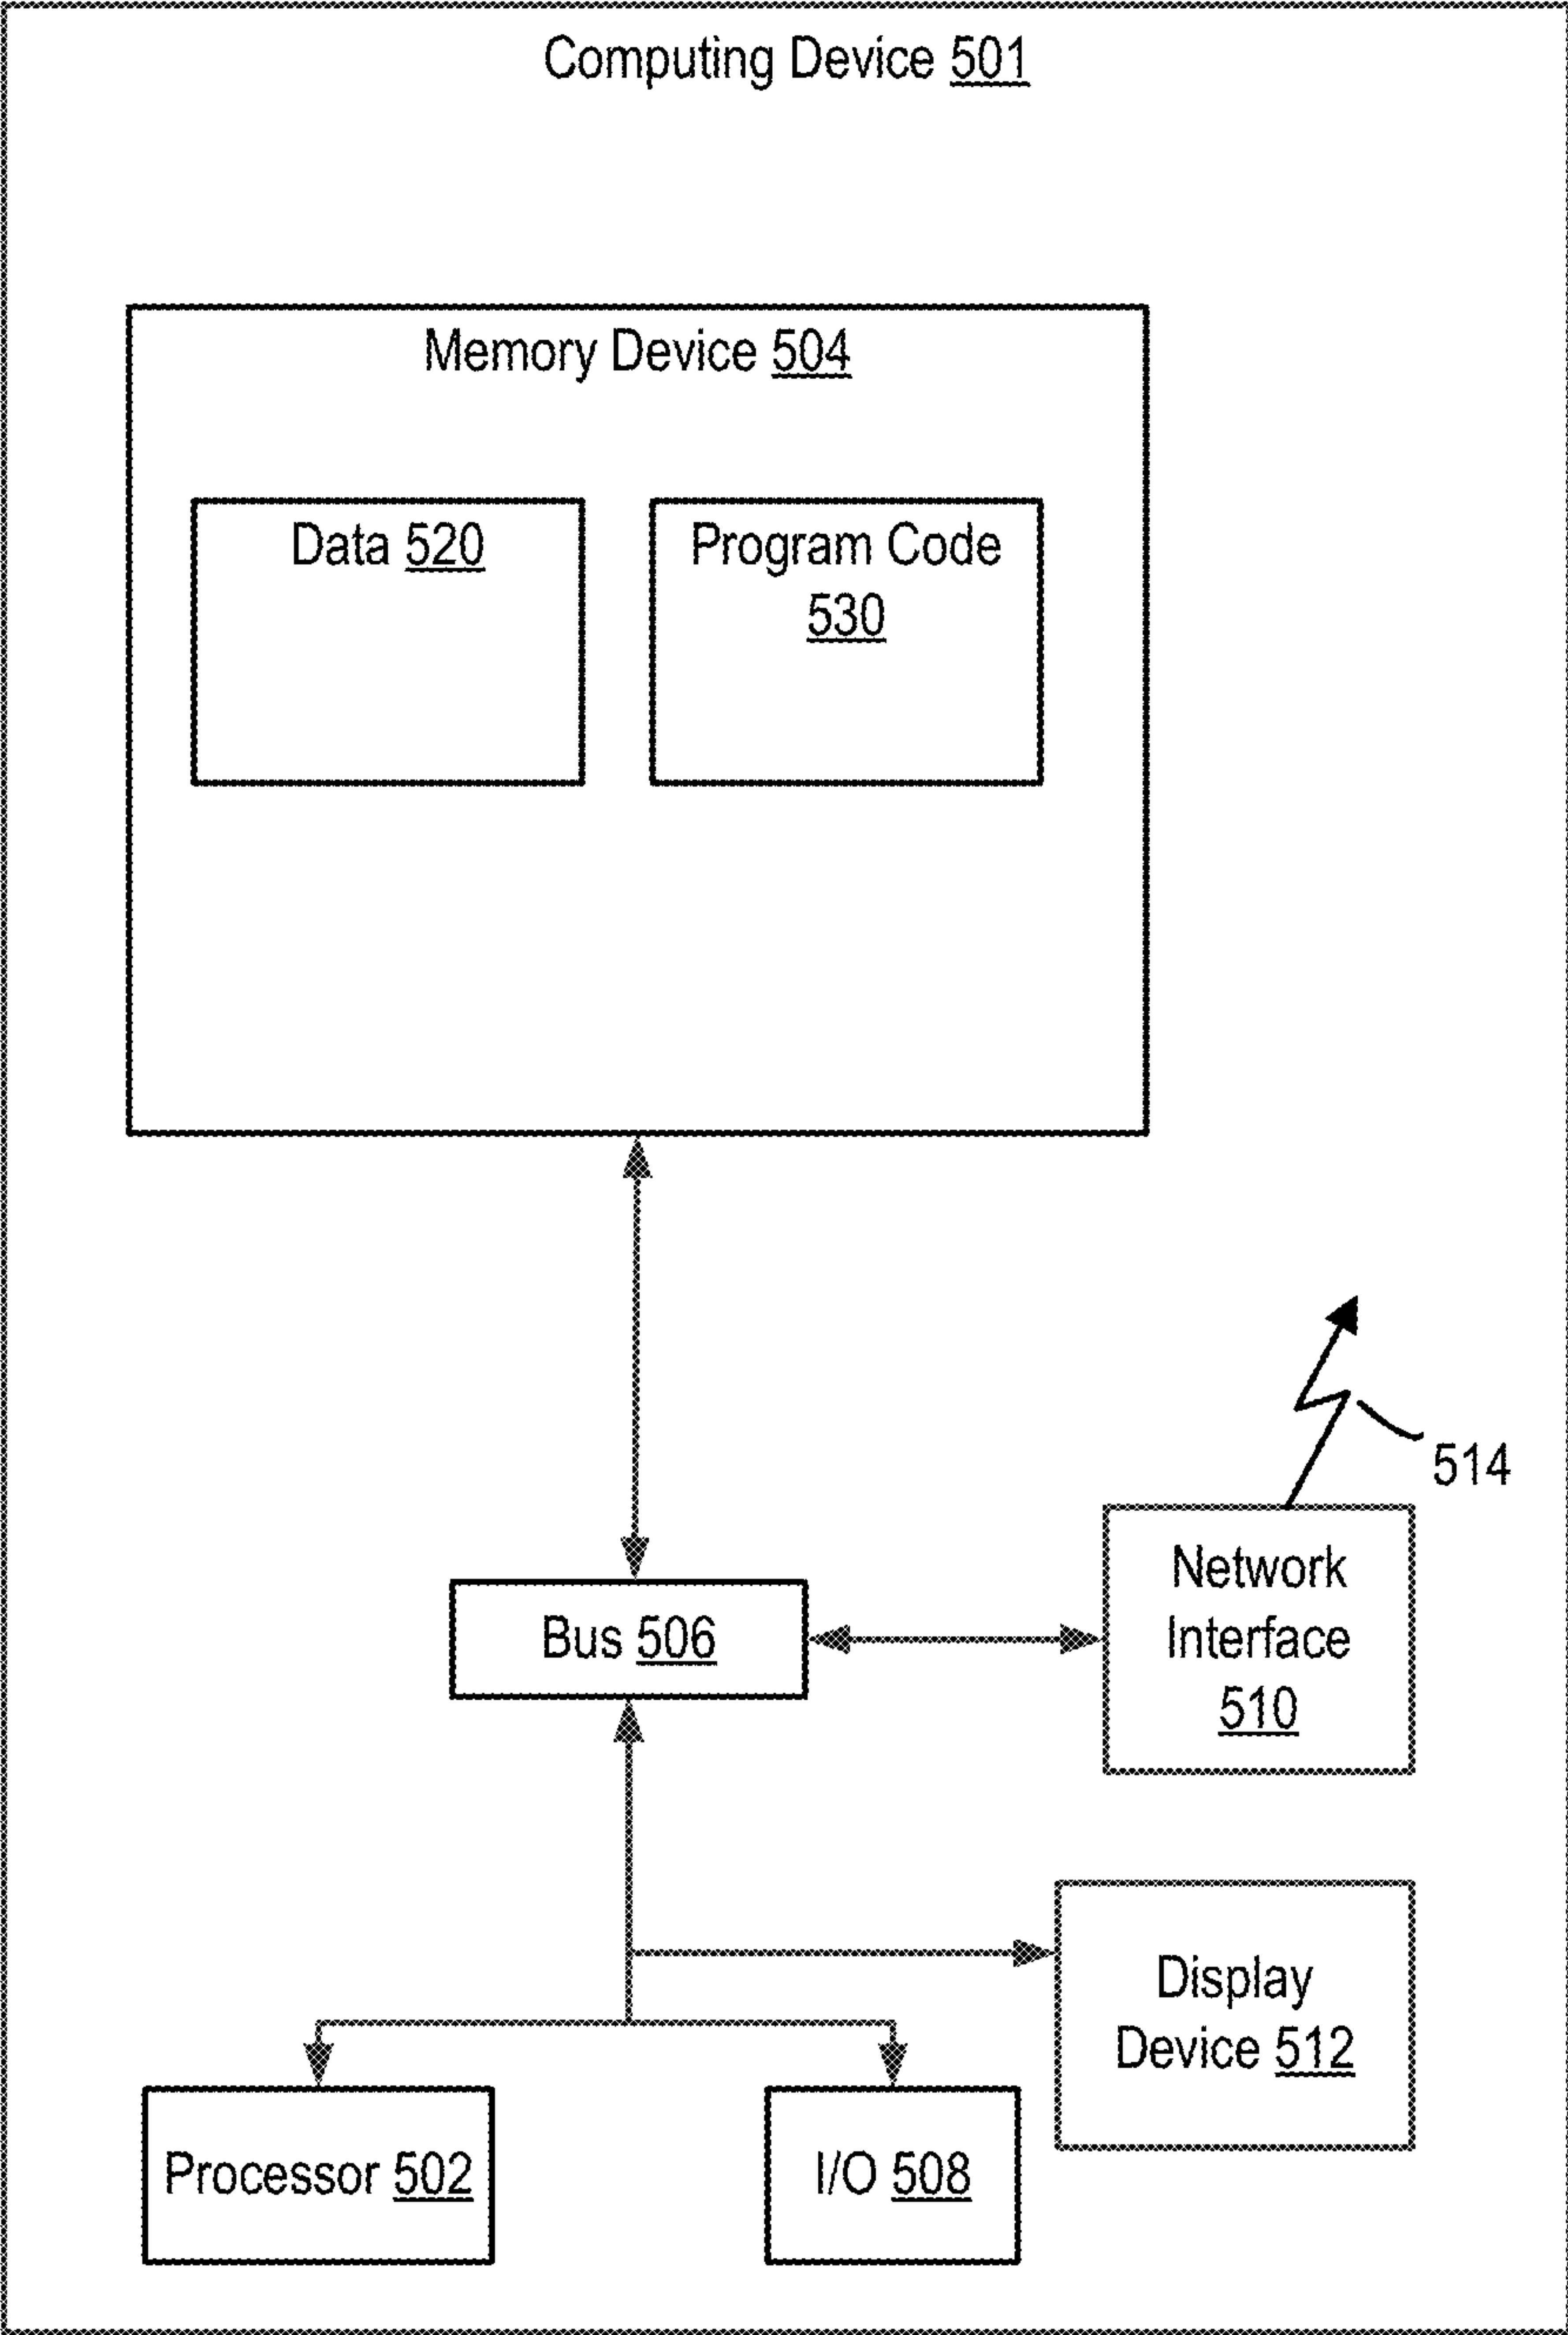 Computing Device 501
Memory Device 504
Data 520
Program Code
530
514
Bus 506
Network
Interface
510
Display
Device 512
Processor 502
I/O 508